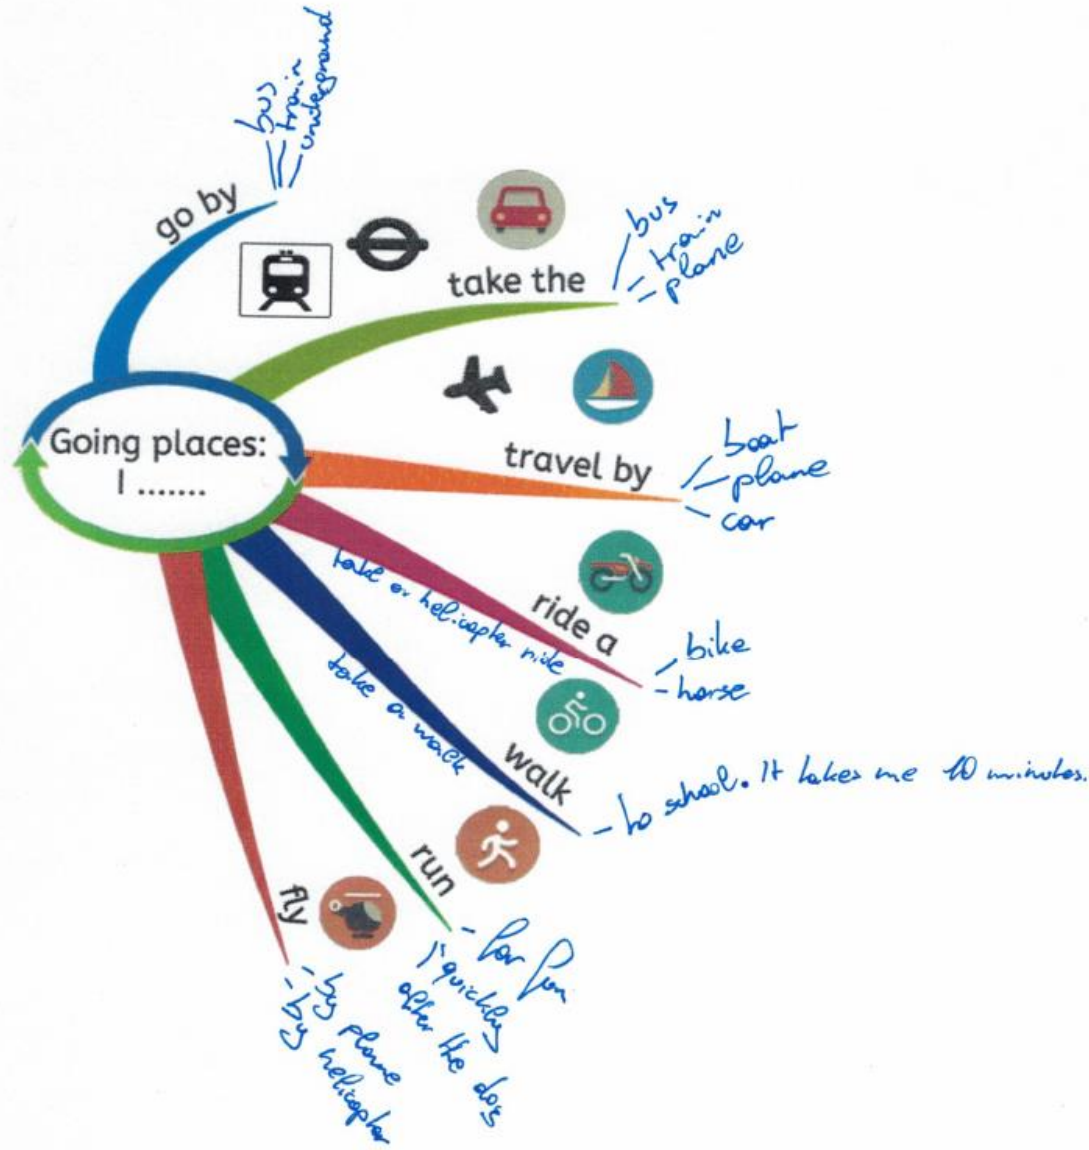 bus
train
underground
go by
take the
bus
train
plane
Going places:
I .......
travel by
boat
plane
car
take a helicopter ride
ride a
bike
horse
take a walk
walk
- to school. It takes me 10 minutes.
run
- for fun
quickly
after the dog
fly
- by plane
- by helicopter